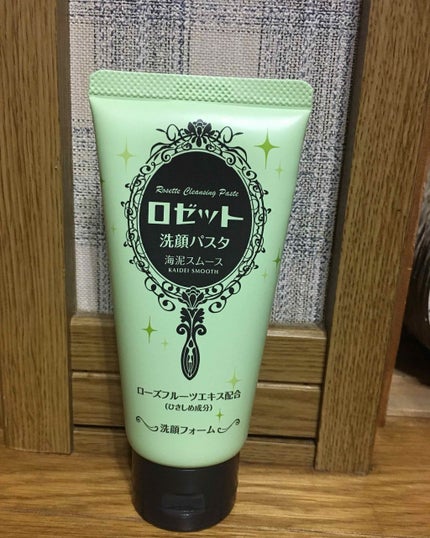 Rosette Cleansing Paste
ロゼット
洗顔パスタ
海泥スムース
KAIDEI SMOOTH
ローズフルーツエキス配合
(ひきしめ成分)
洗顔フォーム